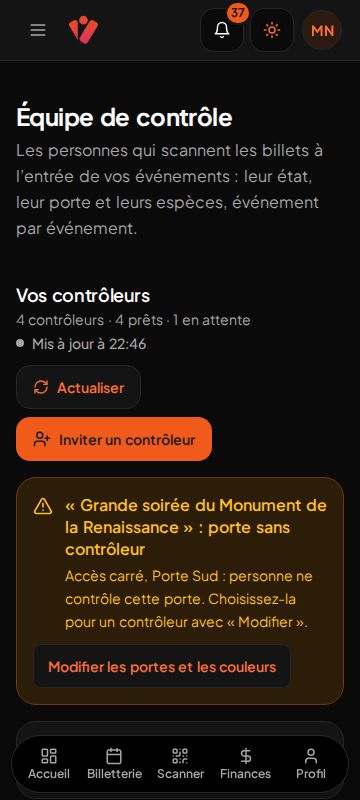 37
MN
Équipe de contrôle
Les personnes qui scannent les billets à
l'entrée de vos événements : leur état,
leur porte et leurs espèces, événement
par événement.
Vos contrôleurs
4 contrôleurs · 4 prêts · 1 en attente
Mis à jour à 22:46
Actualiser
Inviter un contrôleur
« Grande soirée du Monument de
la Renaissance » : porte sans
contrôleur
Accès carré, Porte Sud : personne ne
contrôle cette porte. Choisissez-la
pour un contrôleur avec « Modifier ».
Modifier les portes et les couleurs
Accueil
Billetterie
Scanner
Finances
Profil